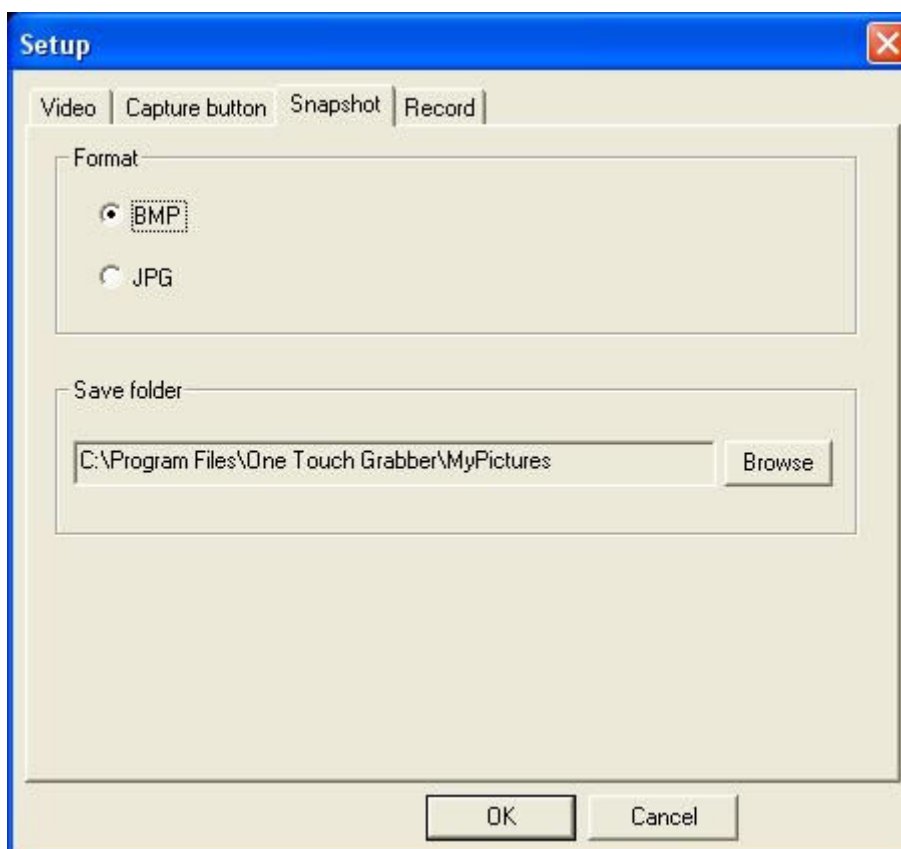 Setup
Video Capture button Snapshot Record
Format
BMP
JPG
Save folder
C:\Program Files\One Touch Grabber\MyPictures Browse
OK Cancel